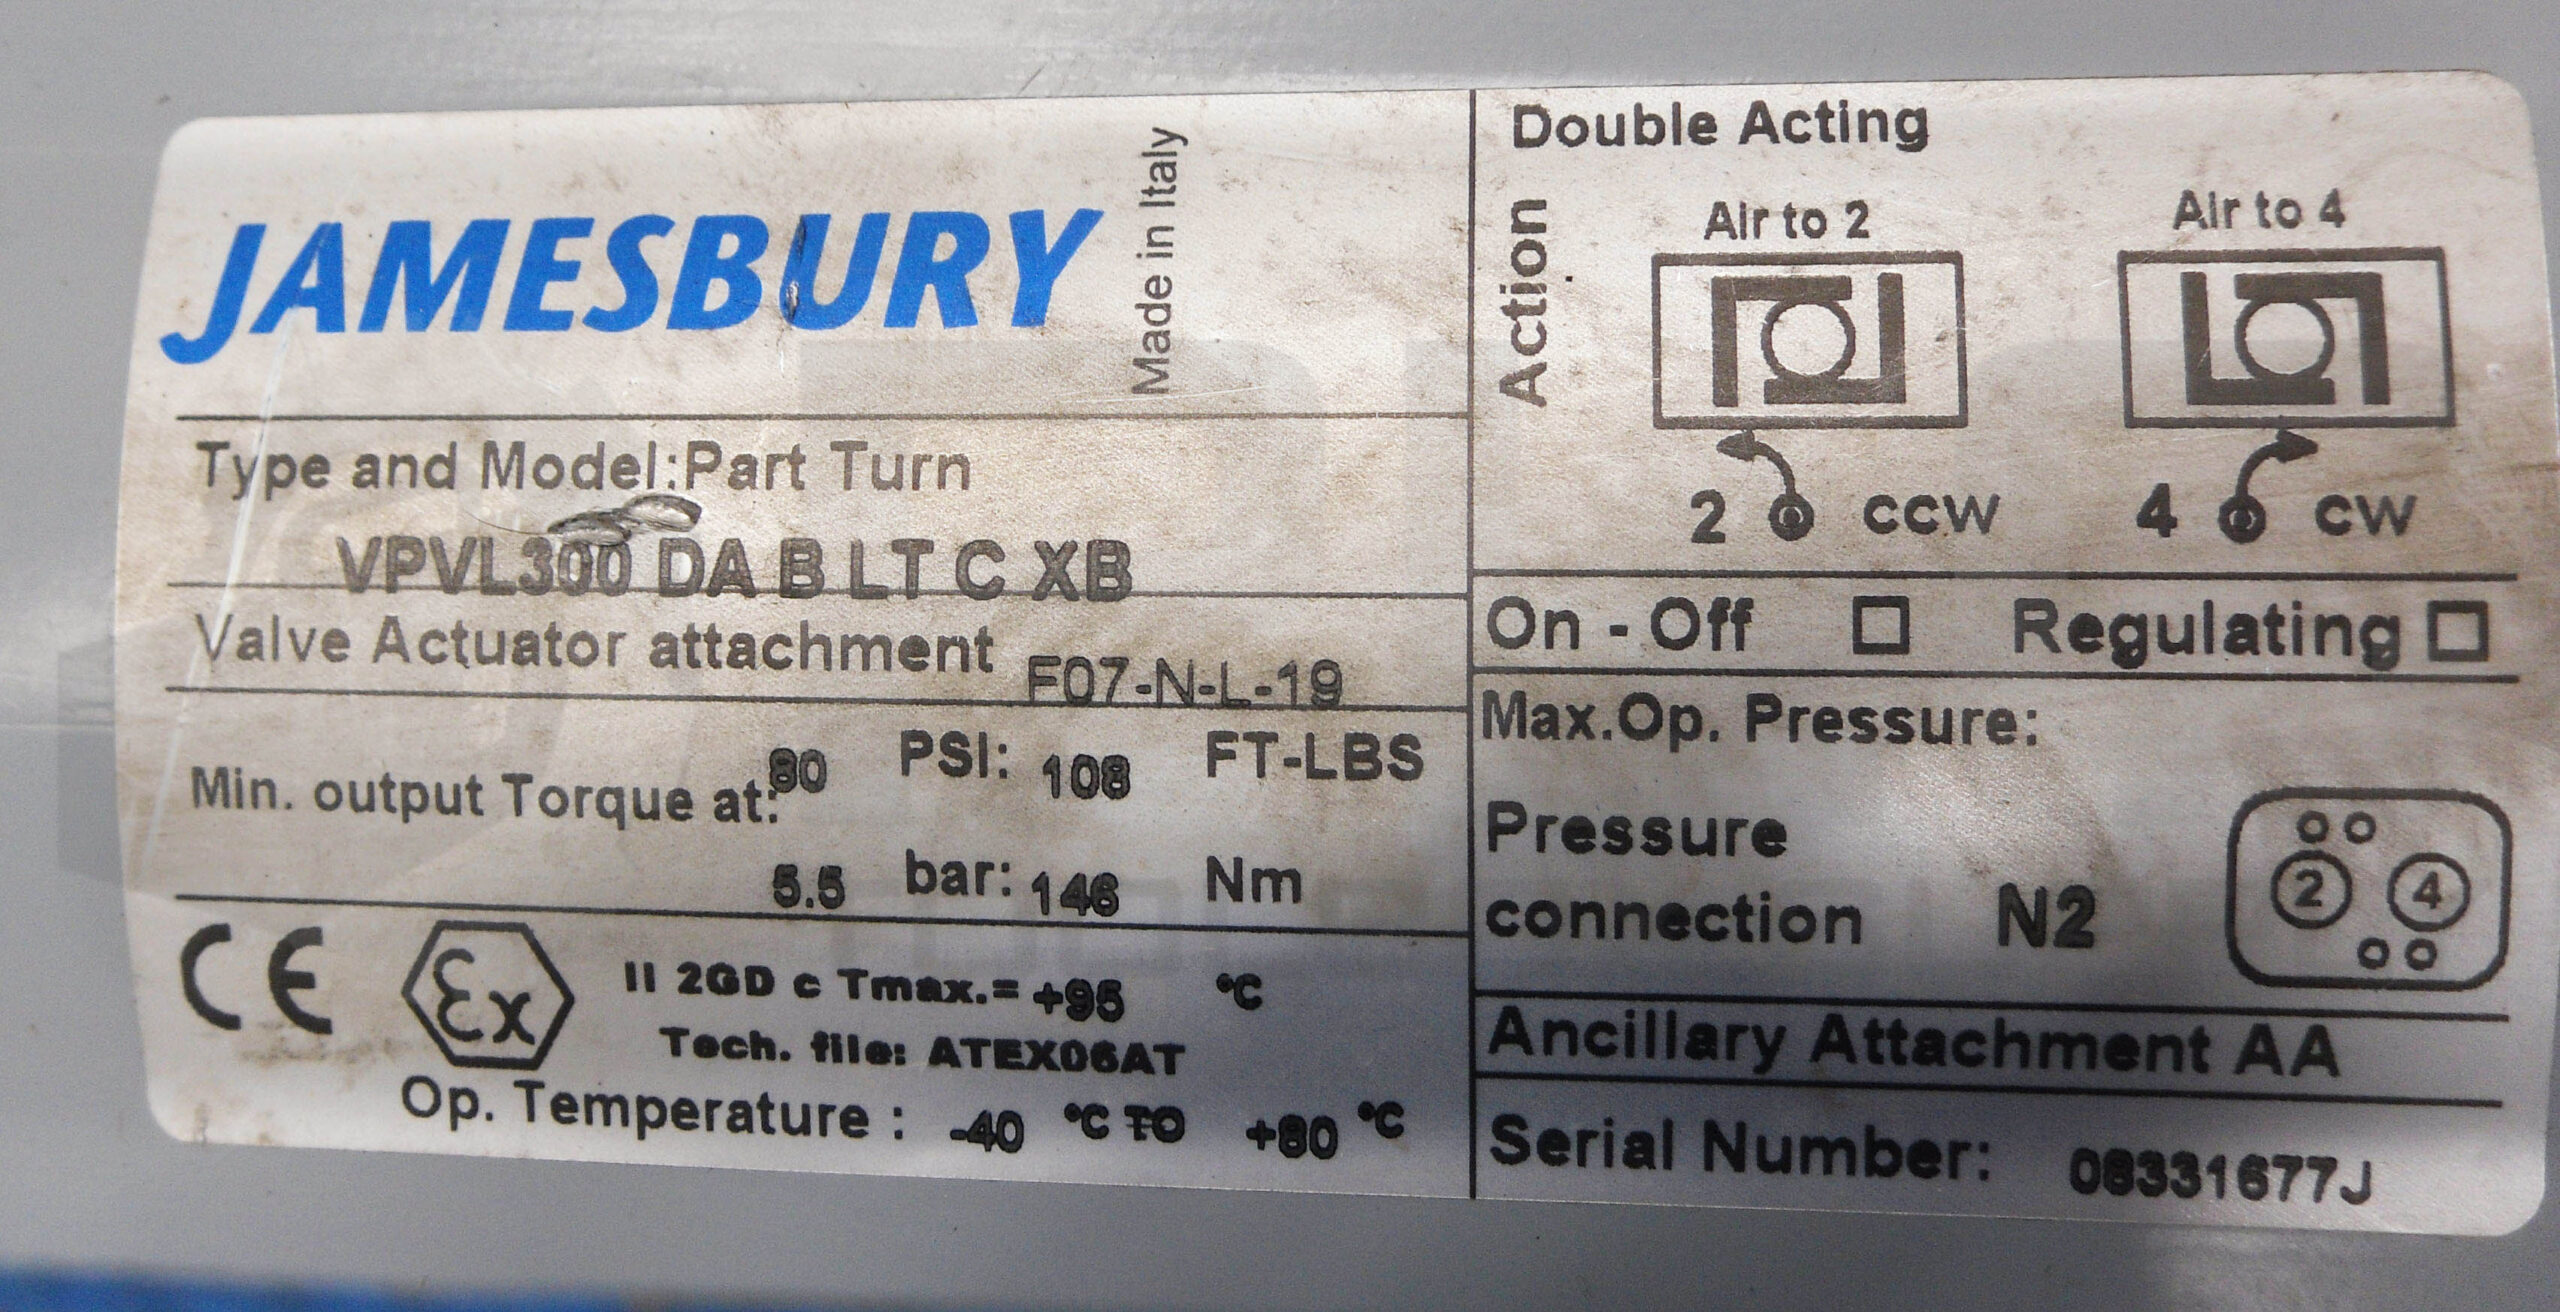 JAMESBURY
Made in Italy
Type and Model:Part Turn
VPVL300 DA B LT C XB
Valve Actuator attachment F07-N-L-19
Min. output Torque at: 80 PSI: 108 FT-LBS
5.5 bar: 146 Nm
CE Ex II 2GD c Tmax.= +95 °C
Tech. file: ATEX06AT
Op. Temperature : -40 °C TO +80 °C
Double Acting
Action
Air to 2 Air to 4
2 CCW 4 CW
On - Off Regulating
Max.Op. Pressure:
Pressure
connection N2
2 4
Ancillary Attachment AA
Serial Number: 08331677J